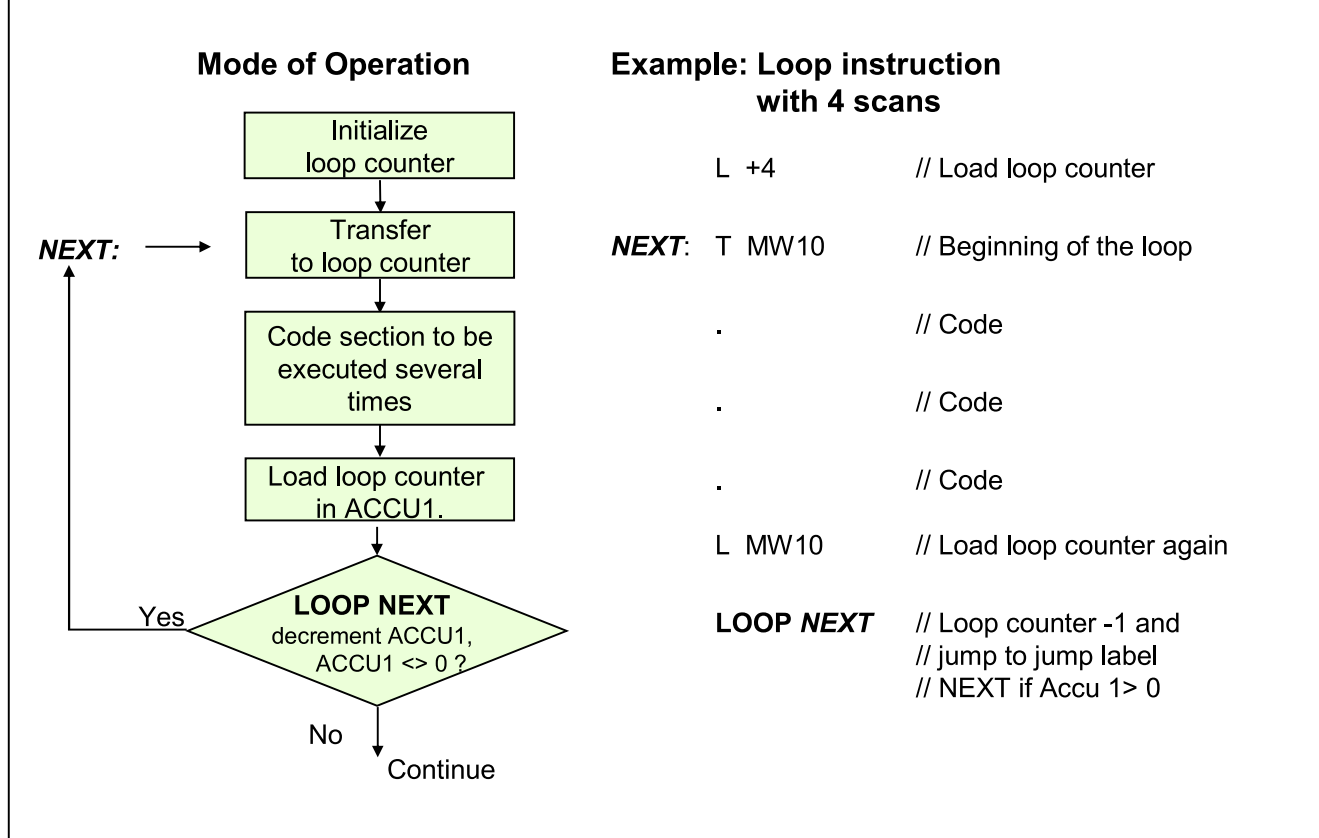 Mode of Operation
Initialize
loop counter
NEXT:
Transfer
to loop counter
Code section to be
executed several
times
Load loop counter
in ACCU1.
Yes
LOOP NEXT
decrement ACCU1,
ACCU1 <> 0 ?
No
Continue
Example: Loop instruction
with 4 scans
L +4 // Load loop counter
NEXT: T MW10 // Beginning of the loop
. // Code
. // Code
. // Code
L MW10 // Load loop counter again
LOOP NEXT // Loop counter -1 and
// jump to jump label
// NEXT if Accu 1> 0